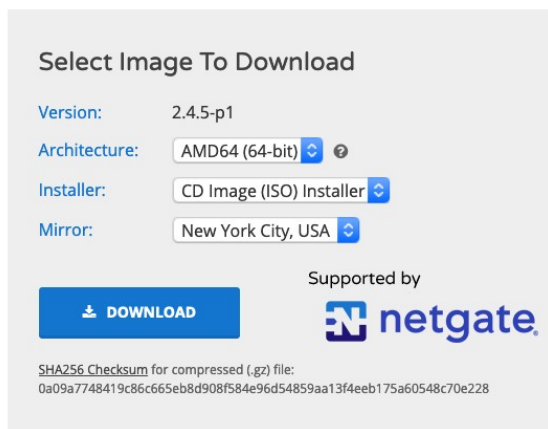 Select Image To Download
Version: 2.4.5-p1
Architecture: AMD64 (64-bit) ?
Installer: CD Image (ISO) Installer
Mirror: New York City, USA
Supported by
DOWNLOAD
netgate®
SHA256 Checksum for compressed (.gz) file:
0a09a7748419c86c665eb8d908f584e96d54859aa13f4eeb175a60548c70e228